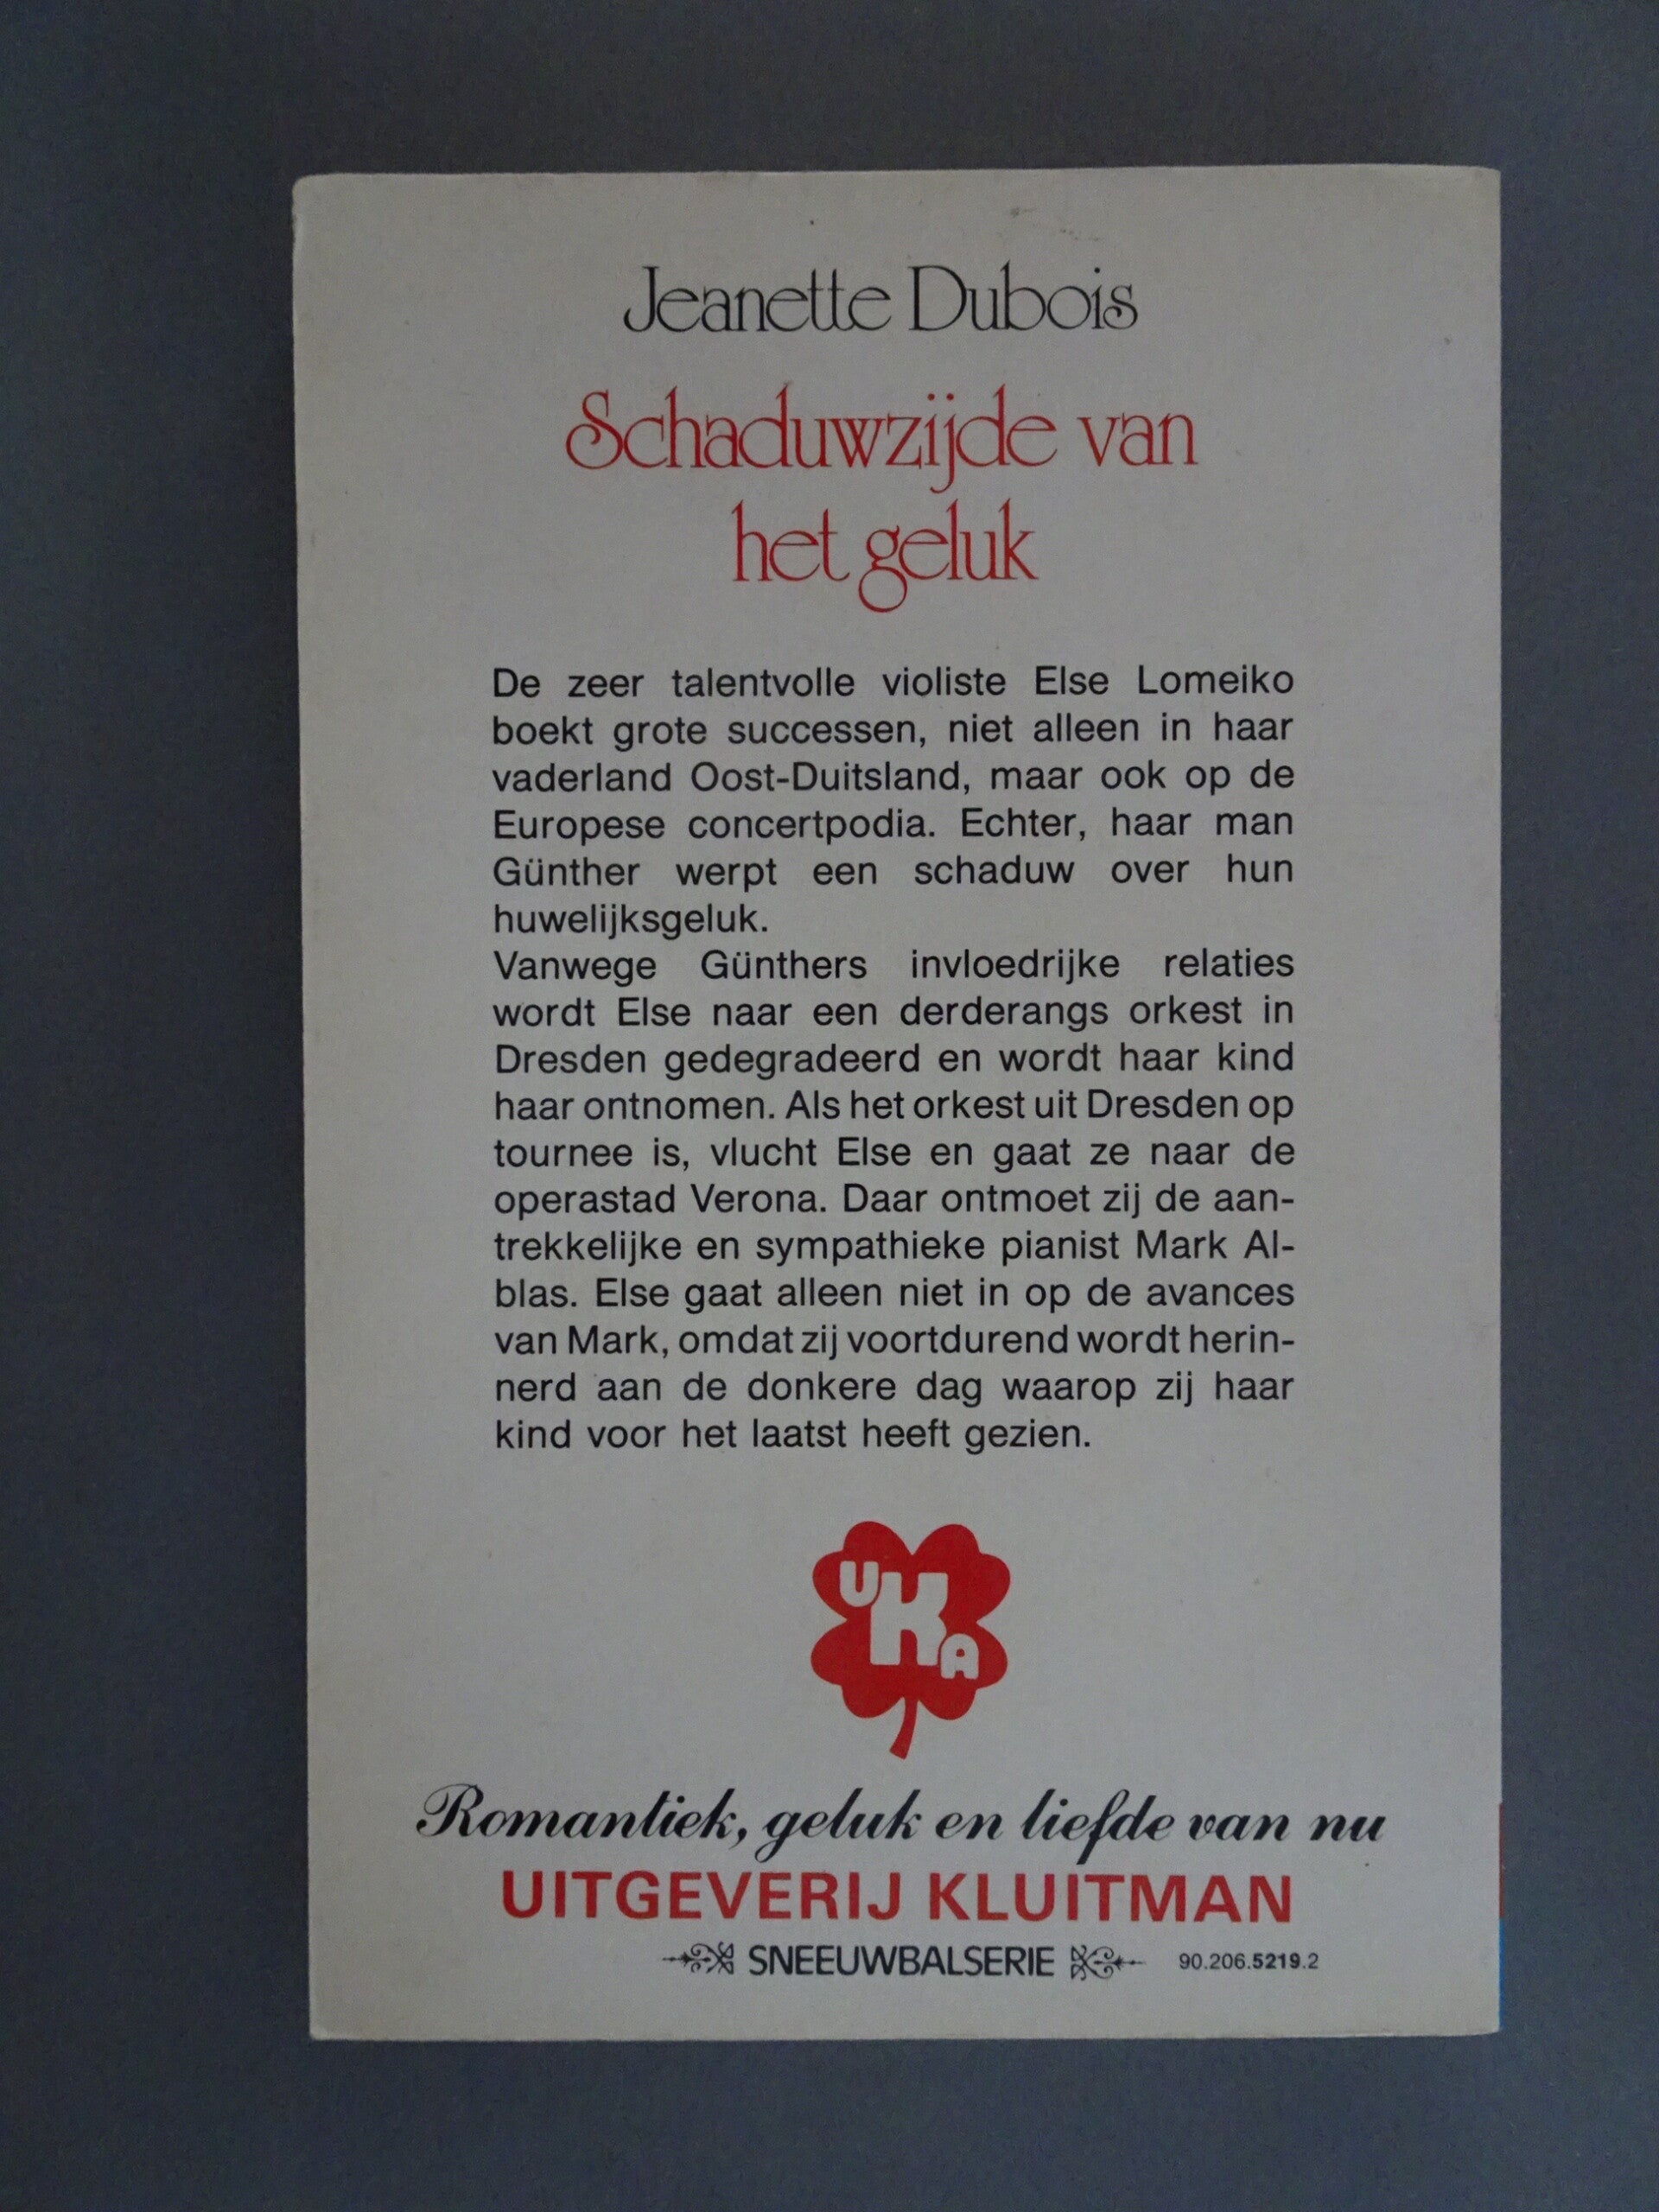 Jeanette Dubois
Schaduwzijde van
het geluk
De zeer talentvolle violiste Else Lomeiko
boekt grote successen, niet alleen in haar
vaderland Oost-Duitsland, maar ook op de
Europese concertpodia. Echter, haar man
Günther werpt een schaduw over hun
huwelijksgeluk.
Vanwege Günthers invloedrijke relaties
wordt Else naar een derderangs orkest in
Dresden gedegradeerd en wordt haar kind
haar ontnomen. Als het orkest uit Dresden op
tournee is, vlucht Else en gaat ze naar de
operastad Verona. Daar ontmoet zij de aan-
trekkelijke en sympathieke pianist Mark Al-
blas. Else gaat alleen niet in op de avances
van Mark, omdat zij voortdurend wordt herin-
nerd aan de donkere dag waarop zij haar
kind voor het laatst heeft gezien.
UKA
Romantiek, geluk en liefde van nu
UITGEVERIJ KLUITMAN
SNEEUWBALSERIE 90.206.5219.2